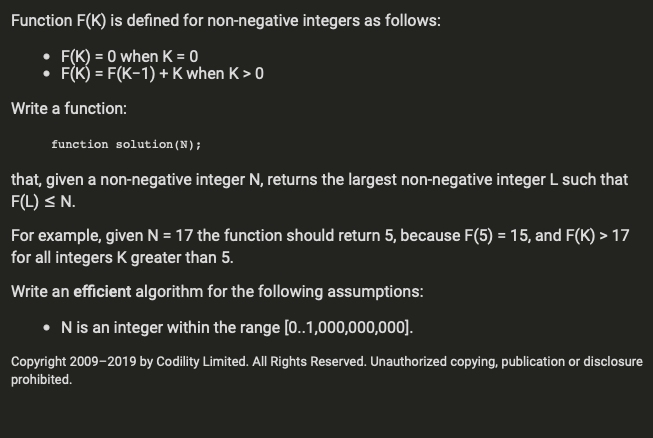 Function F(K) is defined for non-negative integers as follows:
• F(K) = 0 when K = 0
• F(K) = F(K−1) + K when K > 0
Write a function:
function solution(N);
that, given a non-negative integer N, returns the largest non-negative integer L such that
F(L) ≤ N.
For example, given N = 17 the function should return 5, because F(5) = 15, and F(K) > 17
for all integers K greater than 5.
Write an efficient algorithm for the following assumptions:
• N is an integer within the range [0..1,000,000,000].
Copyright 2009–2019 by Codility Limited. All Rights Reserved. Unauthorized copying, publication or disclosure
prohibited.